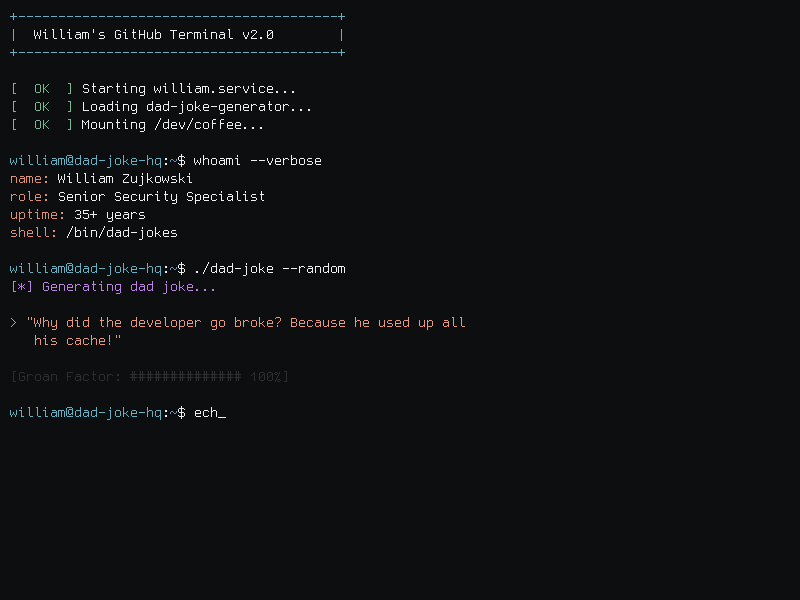 +----------------------------------------+
|  William's GitHub Terminal v2.0        |
+----------------------------------------+
[  OK  ] Starting william.service...
[  OK  ] Loading dad-joke-generator...
[  OK  ] Mounting /dev/coffee...
william@dad-joke-hq:~$ whoami --verbose
name: William Zujkowski
role: Senior Security Specialist
uptime: 35+ years
shell: /bin/dad-jokes
william@dad-joke-hq:~$ ./dad-joke --random
[*] Generating dad joke...
> "Why did the developer go broke? Because he used up all
   his cache!"
[Groan Factor: ############## 100%]
william@dad-joke-hq:~$ ech_